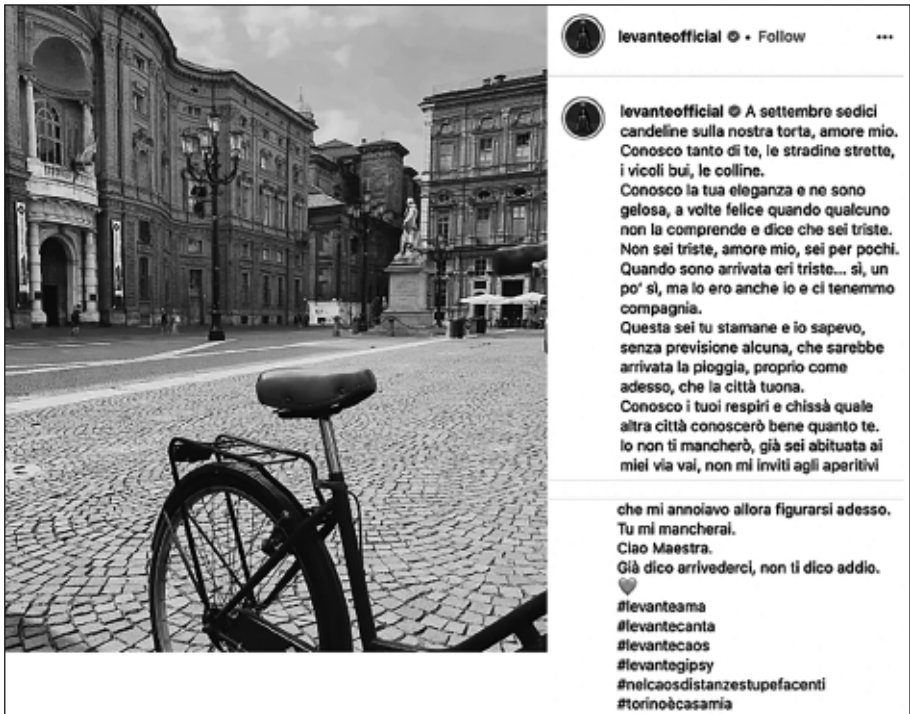 levanteofficial • Follow
levanteofficial A settembre sedici
candeline sulla nostra torta, amore mio.
Conosco tanto di te, le stradine strette,
i vicoli bui, le colline.
Conosco la tua eleganza e ne sono
gelosa, a volte felice quando qualcuno
non la comprende e dice che sei triste.
Non sei triste, amore mio, sei per pochi.
Quando sono arrivata eri triste... sì, un
po' sì, ma lo ero anche io e ci tenemmo
compagnia.
Questa sei tu stamane e io sapevo,
senza previsione alcuna, che sarebbe
arrivata la pioggia, proprio come
adesso, che la città tuona.
Conosco i tuoi respiri e chissà quale
altra città conoscerò bene quanto te.
Io non ti mancherò, già sei abituata ai
miei via vai, non mi inviti agli aperitivi
che mi annoiavo allora figurarsi adesso.
Tu mi mancherai.
Ciao Maestra.
Già dico arrivederci, non ti dico addio.
#levanteama
#levantecanta
#levantecaos
#levantegipsy
#nelcaosdistanzestupefacenti
#torinoècasamia